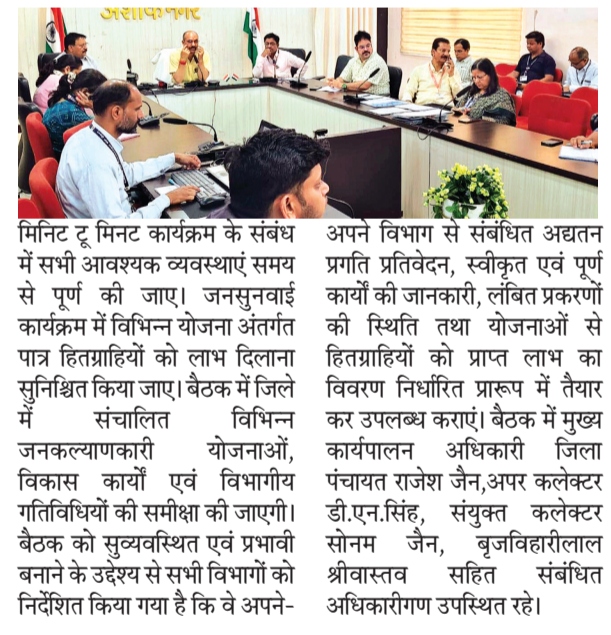 अशोकनगर
मिनिट टू मिनट कार्यक्रम के संबंध
में सभी आवश्यक व्यवस्थाएं समय
से पूर्ण की जाए। जनसुनवाई
कार्यक्रम में विभिन्न योजना अंतर्गत
पात्र हितग्राहियों को लाभ दिलाना
सुनिश्चित किया जाए। बैठक में जिले
में संचालित विभिन्न
जनकल्याणकारी योजनाओं,
विकास कार्यों एवं विभागीय
गतिविधियों की समीक्षा की जाएगी।
बैठक को सुव्यवस्थित एवं प्रभावी
बनाने के उद्देश्य से सभी विभागों को
निर्देशित किया गया है कि वे अपने-
अपने विभाग से संबंधित अद्यतन
प्रगति प्रतिवेदन, स्वीकृत एवं पूर्ण
कार्यों की जानकारी, लंबित प्रकरणों
की स्थिति तथा योजनाओं से
हितग्राहियों को प्राप्त लाभ का
विवरण निर्धारित प्रारूप में तैयार
कर उपलब्ध कराएं। बैठक में मुख्य
कार्यपालन अधिकारी जिला
पंचायत राजेश जैन,अपर कलेक्टर
डी.एन.सिंह, संयुक्त कलेक्टर
सोनम जैन, बृजविहारीलाल
श्रीवास्तव सहित संबंधित
अधिकारीगण उपस्थित रहे।